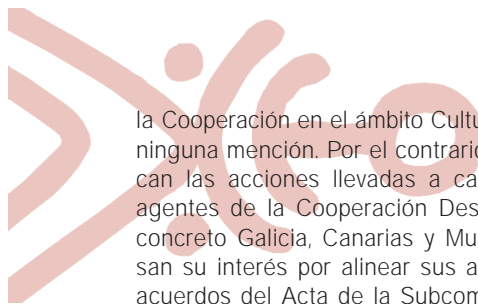 la Cooperación en el ámbito Cultu
ninguna mención. Por el contrario
can las acciones llevadas a ca
agentes de la Cooperación Des
concreto Galicia, Canarias y Mu
san su interés por alinear sus a
acuerdos del Acta de la Subcom